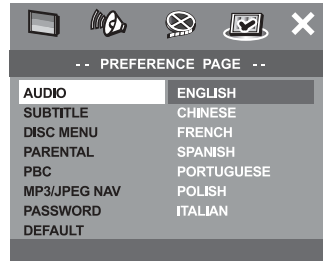 -- PREFERENCE PAGE --
AUDIO ENGLISH
SUBTITLE CHINESE
DISC MENU FRENCH
PARENTAL SPANISH
PBC PORTUGUESE
MP3/JPEG NAV POLISH
PASSWORD ITALIAN
DEFAULT